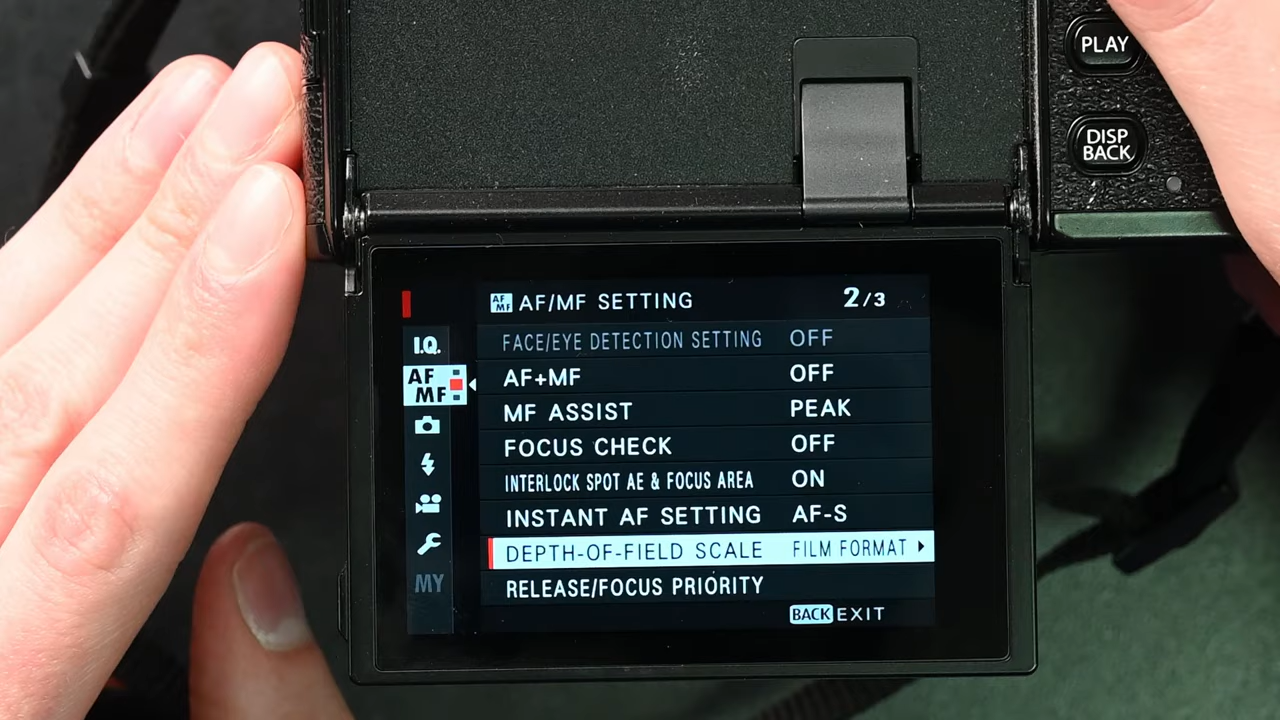 PLAY
DISP
BACK
AF
MF AF/MF SETTING 2/3
I.Q. FACE/EYE DETECTION SETTING OFF
AF
MF AF+MF OFF
MF ASSIST PEAK
FOCUS CHECK OFF
INTERLOCK SPOT AE & FOCUS AREA ON
INSTANT AF SETTING AF-S
DEPTH-OF-FIELD SCALE FILM FORMAT
MY RELEASE/FOCUS PRIORITY
BACK EXIT